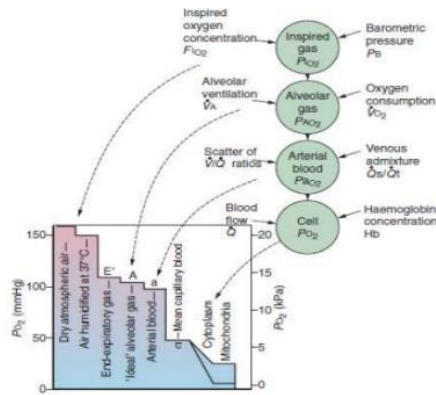 Inspired
oxygen
concentration
FIO2
Inspired
gas
PIO2
Barometric
pressure
PB
Alveolar
ventilation
V̇A
Alveolar
gas
PAO2
Oxygen
consumption
V̇O2
Scatter of
V̇/Q̇ ratios
Arterial
blood
PaO2
Venous
admixture
Q̇s/Q̇t
Blood
flow
Q̇
Cell
PO2
Haemoglobin
concentration
Hb
PO2 (mmHg)
150
100
50
0
Dry atmospheric air
Air humidified at 37°C
E'
End-expiratory gas
A
"Ideal" alveolar gas
a
Arterial blood
Mean capillary blood
Cytoplasm
Mitochondria
20
15
10
5
0
PO2 (kPa)